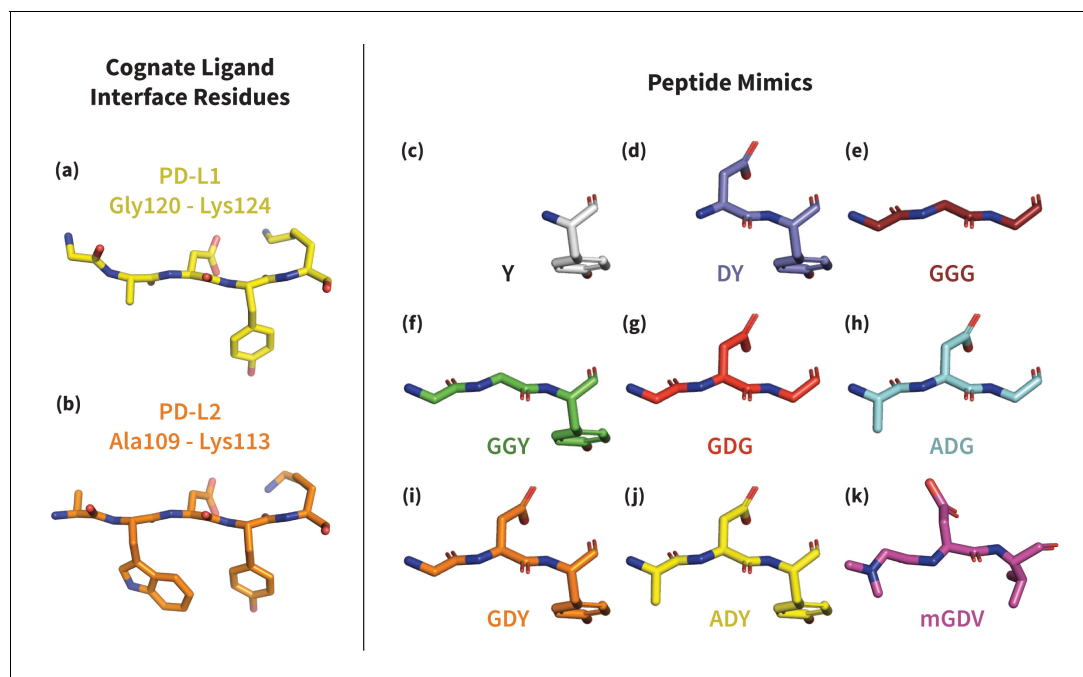 Cognate Ligand
Interface Residues
Peptide Mimics
(a)
PD-L1
Gly120 - Lys124
(b)
PD-L2
Ala109 - Lys113
(c)
Y
(d)
DY
(e)
GGG
(f)
GGY
(g)
GDG
(h)
ADG
(i)
GDY
(j)
ADY
(k)
mGDV